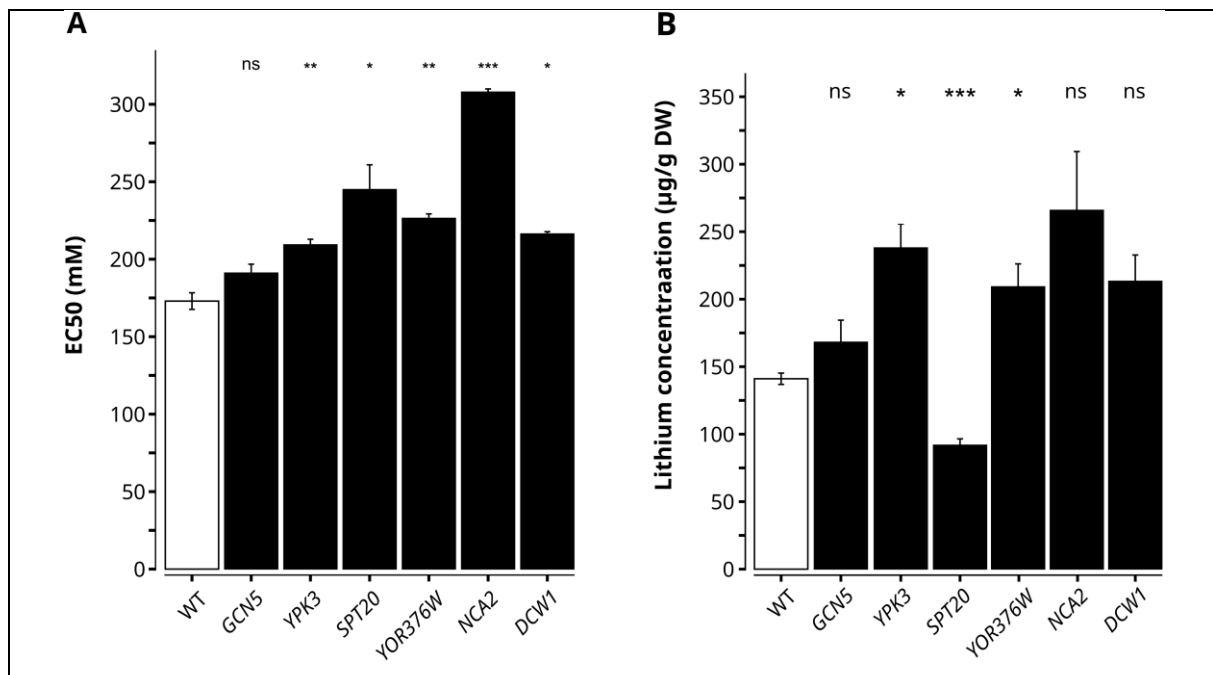 A
EC50 (mM)
300
250
200
150
100
50
0
ns
**
*
**
***
*
WT
GCN5
YPK3
SPT20
YOR376W
NCA2
DCW1
B
Lithium concentraation (µg/g DW)
350
300
250
200
150
100
50
0
ns
*
***
*
ns
ns
WT
GCN5
YPK3
SPT20
YOR376W
NCA2
DCW1